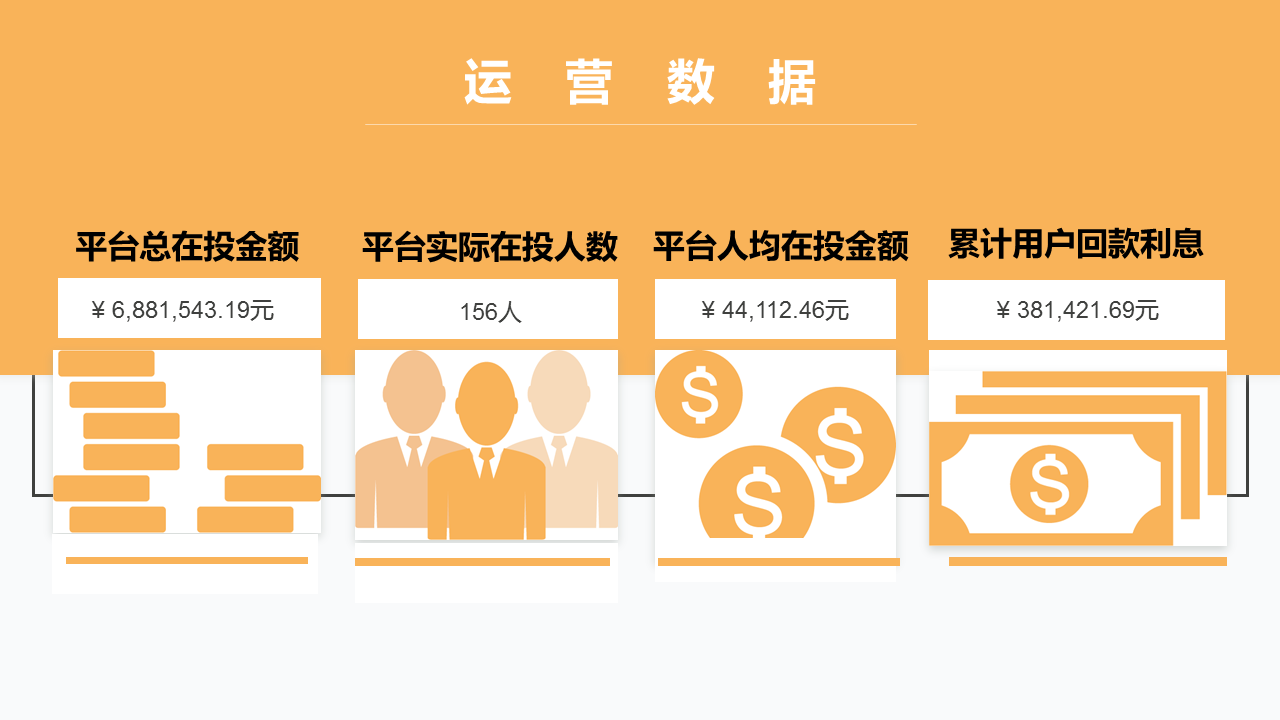 运 营 数 据
平台总在投金额
¥ 6,881,543.19元
平台实际在投人数
156人
平台人均在投金额
¥ 44,112.46元
累计用户回款利息
¥ 381,421.69元
$
$
$
$